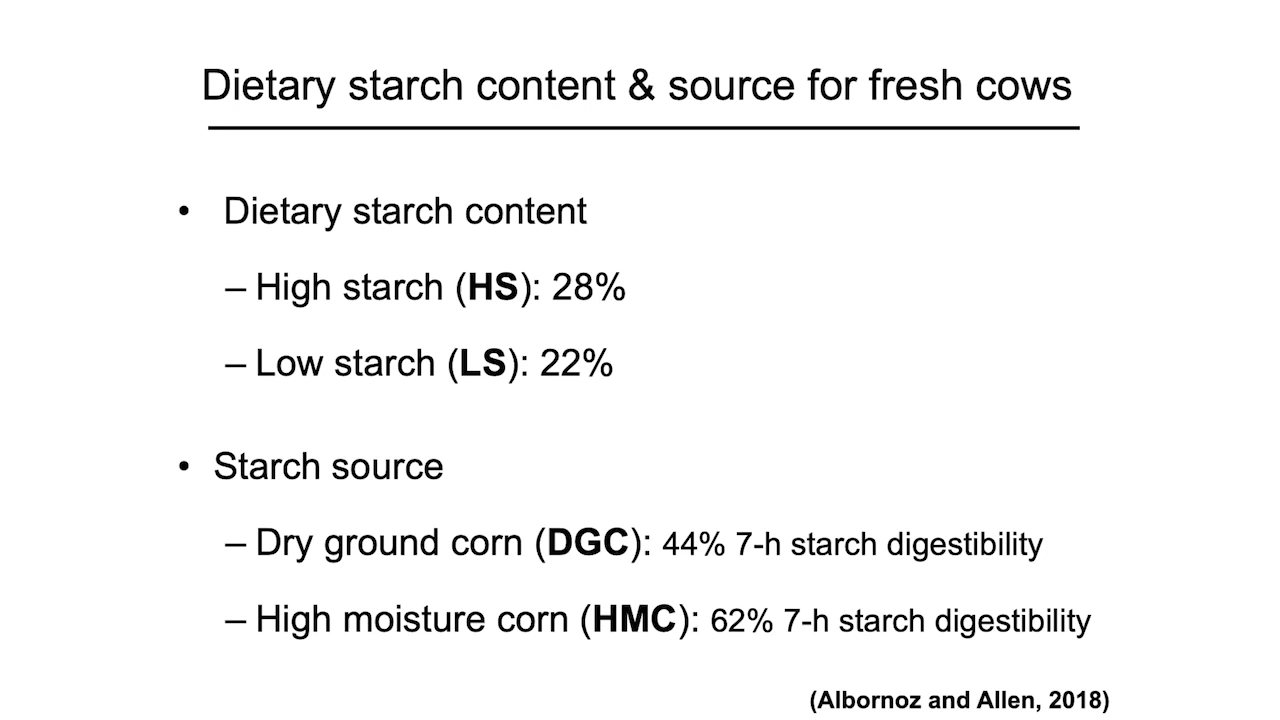 Dietary starch content & source for fresh cows
• Dietary starch content
– High starch (HS): 28%
– Low starch (LS): 22%
• Starch source
– Dry ground corn (DGC): 44% 7-h starch digestibility
– High moisture corn (HMC): 62% 7-h starch digestibility
(Albornoz and Allen, 2018)